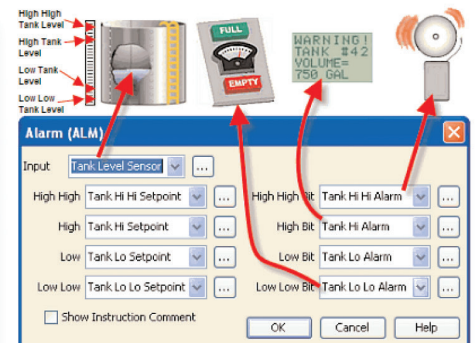 High High
Tank Level
High Tank
Level
Low Tank
Level
Low Low
Tank Level
FULL
EMPTY
WARNING!
TANK #42
VOLUME=
750 GAL
Alarm (ALM)
Input Tank Level Sensor ...
High High Tank Hi Hi Setpoint ... High High Bit Tank Hi Hi Alarm ...
High Tank Hi Setpoint ... High Bit Tank Hi Alarm ...
Low Tank Lo Setpoint ... Low Bit Tank Lo Alarm ...
Low Low Tank Lo Lo Setpoint ... Low Low Bit Tank Lo Lo Alarm ...
Show Instruction Comment
OK Cancel Help